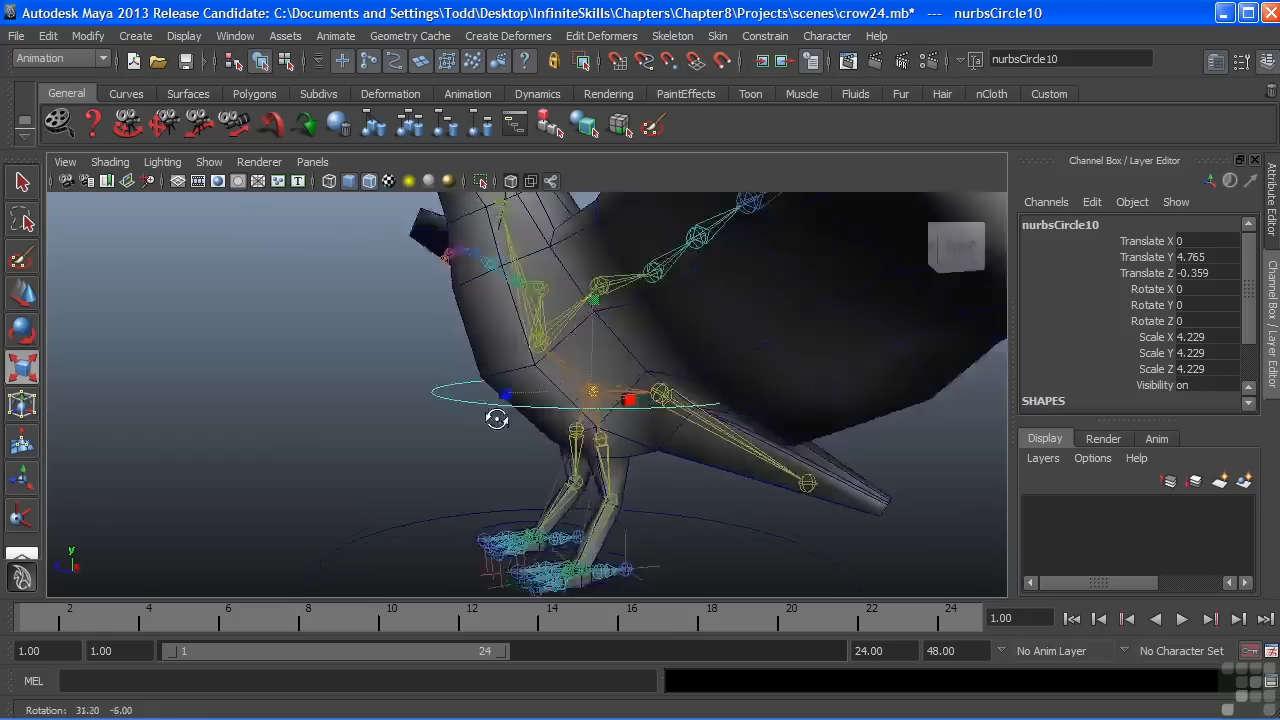 Autodesk Maya 2013 Release Candidate: C:\Documents and Settings\Todd\Desktop\InfiniteSkills\Chapters\Chapter8\Projects\scenes\crow24.mb* --- nurbsCircle10
File Edit Modify Create Display Window Assets Animate Geometry Cache Create Deformers Edit Deformers Skeleton Skin Constrain Character Help
Animation
nurbsCircle10
General Curves Surfaces Polygons Subdivs Deformation Animation Dynamics Rendering PaintEffects Toon Muscle Fluids Fur Hair nCloth Custom
View Shading Lighting Show Renderer Panels
Channel Box / Layer Editor
Channels Edit Object Show
nurbsCircle10
Translate X 0
Translate Y 4.765
Translate Z -0.359
Rotate X 0
Rotate Y 0
Rotate Z 0
Scale X 4.229
Scale Y 4.229
Scale Z 4.229
Visibility on
SHAPES
Attribute Editor
Channel Box / Layer Editor
Display Render Anim
Layers Options Help
y
2 4 6 8 10 12 14 16 18 20 22 24
1.00
1.00 1.00 1 24 24.00 48.00 No Anim Layer No Character Set
MEL
Rotation: 31.20 -6.00